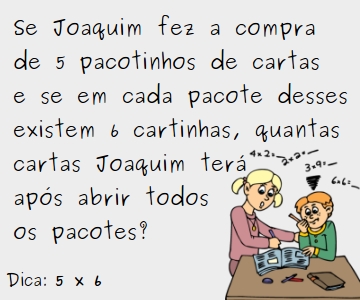 Se Joaquim fez a compra
de 5 pacotinhos de cartas
e se em cada pacote desses
existem 6 cartinhas, quantas
cartas Joaquim terá
após abrir todos
os pacotes?
4x2=
2x2=
3x9=
6x6=
Dica: 5 x 6